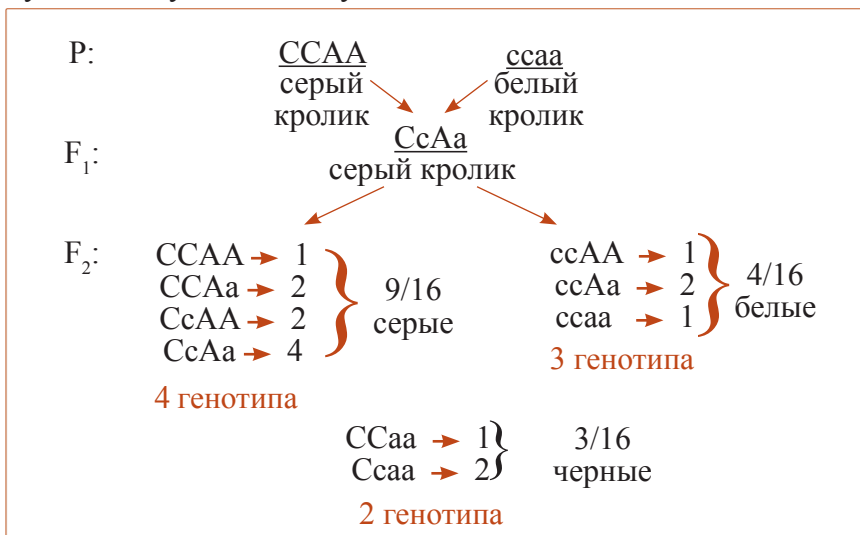 P:
CCAA
серый
кролик
ccaa
белый
кролик
F1:
CcAa
серый кролик
F2:
CCAA → 1
CCAa → 2
CcAA → 2
CcAa → 4
9/16
серые
4 генотипа
ccAA → 1
ccAa → 2
ccaa → 1
4/16
белые
3 генотипа
CCaa → 1
Ccaa → 2
3/16
черные
2 генотипа